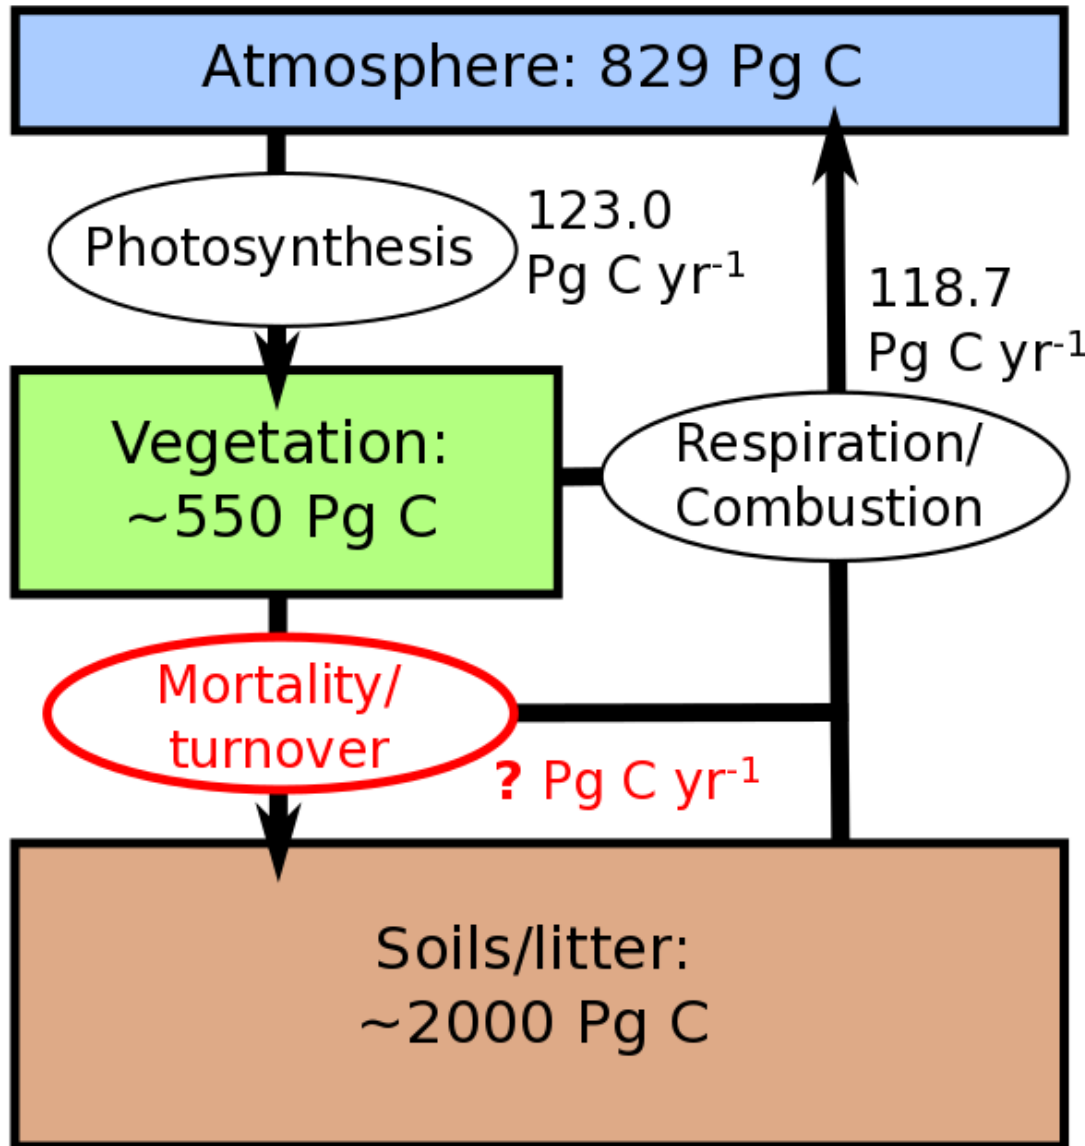 Atmosphere: 829 Pg C
Photosynthesis
123.0
Pg C yr⁻¹
118.7
Pg C yr⁻¹
Vegetation:
~550 Pg C
Respiration/
Combustion
Mortality/
turnover
? Pg C yr⁻¹
Soils/litter:
~2000 Pg C